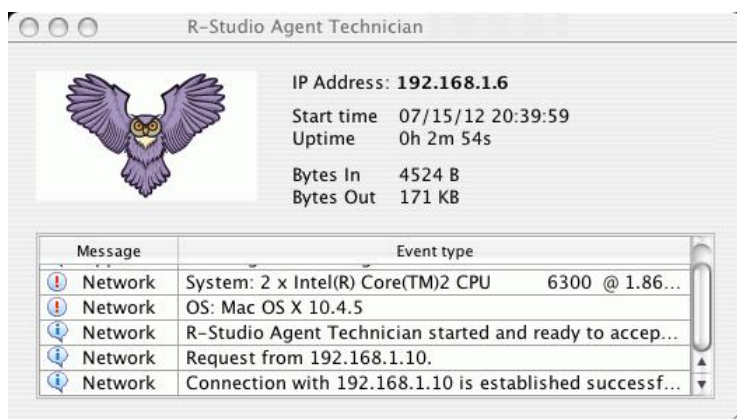 R-Studio Agent Technician
IP Address: 192.168.1.6
Start time 07/15/12 20:39:59
Uptime 0h 2m 54s
Bytes In 4524 B
Bytes Out 171 KB
Message Event type
Network System: 2 x Intel(R) Core(TM)2 CPU 6300 @ 1.86...
Network OS: Mac OS X 10.4.5
Network R-Studio Agent Technician started and ready to accep...
Network Request from 192.168.1.10.
Network Connection with 192.168.1.10 is established successf...